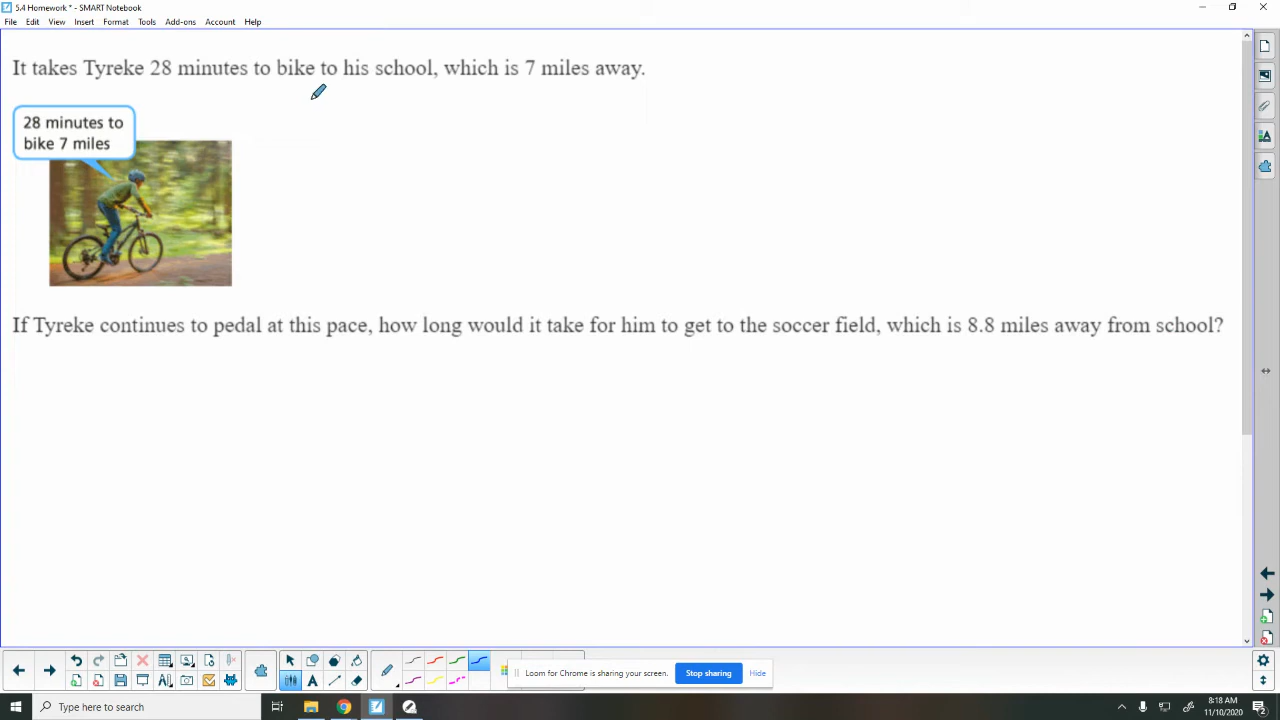 5.4 Homework * - SMART Notebook
File Edit View Insert Format Tools Add-ons Account Help
It takes Tyreke 28 minutes to bike to his school, which is 7 miles away.
28 minutes to
bike 7 miles
If Tyreke continues to pedal at this pace, how long would it take for him to get to the soccer field, which is 8.8 miles away from school?
Loom for Chrome is sharing your screen. Stop sharing Hide
Type here to search
8:18 AM
11/10/2020